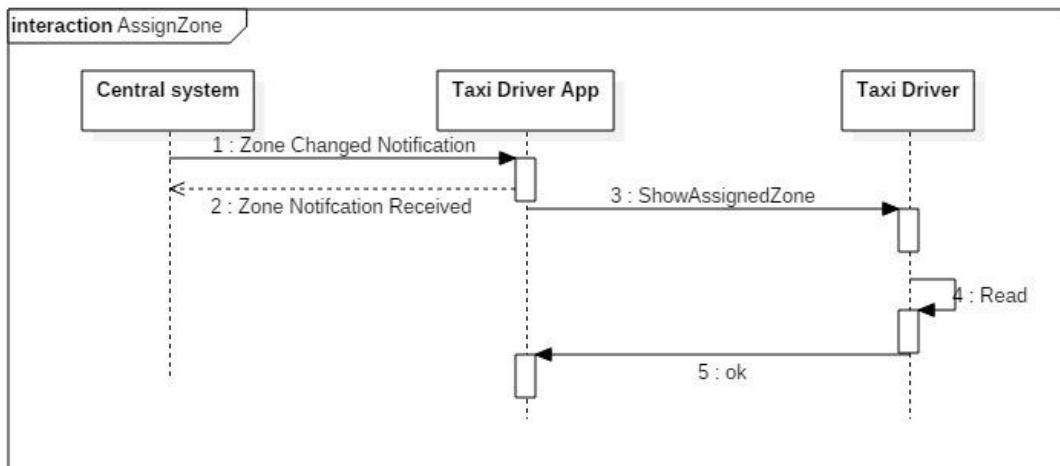 interaction AssignZone
Central system
Taxi Driver App
Taxi Driver
1 : Zone Changed Notification
2 : Zone Notifcation Received
3 : ShowAssignedZone
4 : Read
5 : ok